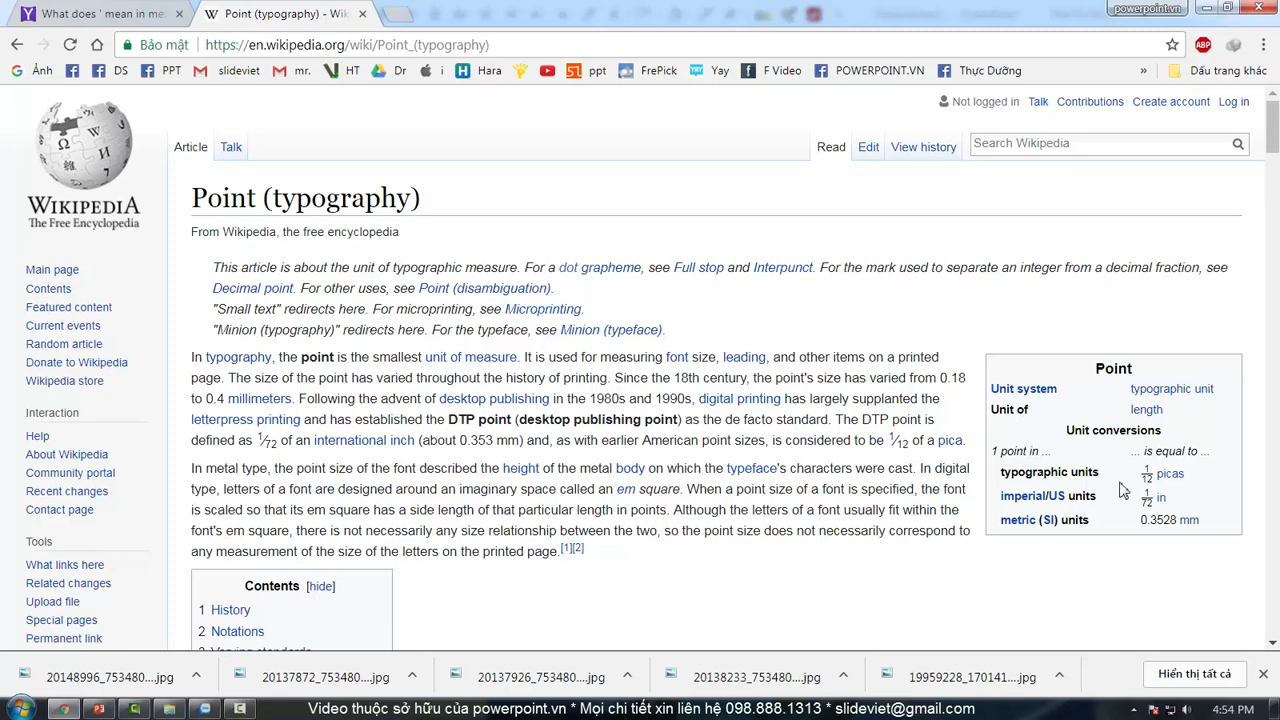 What does ' mean in me
Point (typography) - Wik
powerpoint.vn
Bảo mật
https://en.wikipedia.org/wiki/Point_(typography)
ABP
Ảnh
DS
PPT
slideviet
mr.
HT
Dr
i
Hara
ppt
FrePick
Yay
F Video
POWERPOINT.VN
Thực Dưỡng
»
Dấu trang khác
Not logged in
Talk
Contributions
Create account
Log in
Article
Talk
Read
Edit
View history
Search Wikipedia
WIKIPEDIA
The Free Encyclopedia
Main page
Contents
Featured content
Current events
Random article
Donate to Wikipedia
Wikipedia store
Interaction
Help
About Wikipedia
Community portal
Recent changes
Contact page
Tools
What links here
Related changes
Upload file
Special pages
Permanent link
Point (typography)
From Wikipedia, the free encyclopedia
This article is about the unit of typographic measure. For a dot grapheme, see Full stop and Interpunct. For the mark used to separate an integer from a decimal fraction, see
Decimal point. For other uses, see Point (disambiguation).
"Small text" redirects here. For microprinting, see Microprinting.
"Minion (typography)" redirects here. For the typeface, see Minion (typeface).
In typography, the point is the smallest unit of measure. It is used for measuring font size, leading, and other items on a printed
page. The size of the point has varied throughout the history of printing. Since the 18th century, the point's size has varied from 0.18
to 0.4 millimeters. Following the advent of desktop publishing in the 1980s and 1990s, digital printing has largely supplanted the
letterpress printing and has established the DTP point (desktop publishing point) as the de facto standard. The DTP point is
defined as 1/72 of an international inch (about 0.353 mm) and, as with earlier American point sizes, is considered to be 1/12 of a pica.
In metal type, the point size of the font described the height of the metal body on which the typeface's characters were cast. In digital
type, letters of a font are designed around an imaginary space called an em square. When a point size of a font is specified, the font
is scaled so that its em square has a side length of that particular length in points. Although the letters of a font usually fit within the
font's em square, there is not necessarily any size relationship between the two, so the point size does not necessarily correspond to
any measurement of the size of the letters on the printed page.[1][2]
Point
Unit system typographic unit
Unit of length
Unit conversions
1 point in ... ... is equal to ...
typographic units 1/12 picas
imperial/US units 1/72 in
metric (SI) units 0.3528 mm
Contents [hide]
1 History
2 Notations
20148996_753480....jpg
20137872_753480....jpg
20137926_753480....jpg
20138233_753480....jpg
19959228_170141....jpg
Hiển thị tất cả
Video thuộc sở hữu của powerpoint.vn * Mọi chi tiết xin liên hệ 098.888.1313 * slideviet@gmail.com
4:54 PM